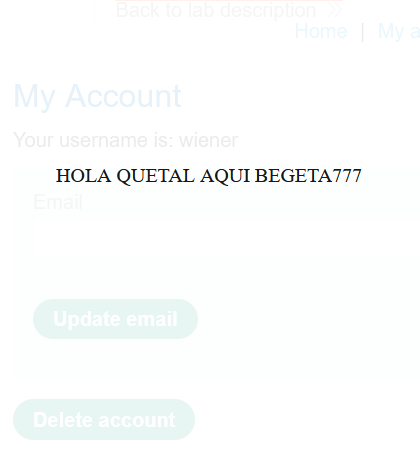 Back to lab description »
Home | My a
My Account
Your username is: wiener
HOLA QUETAL AQUI BEGETA777
Email
Update email
Delete account